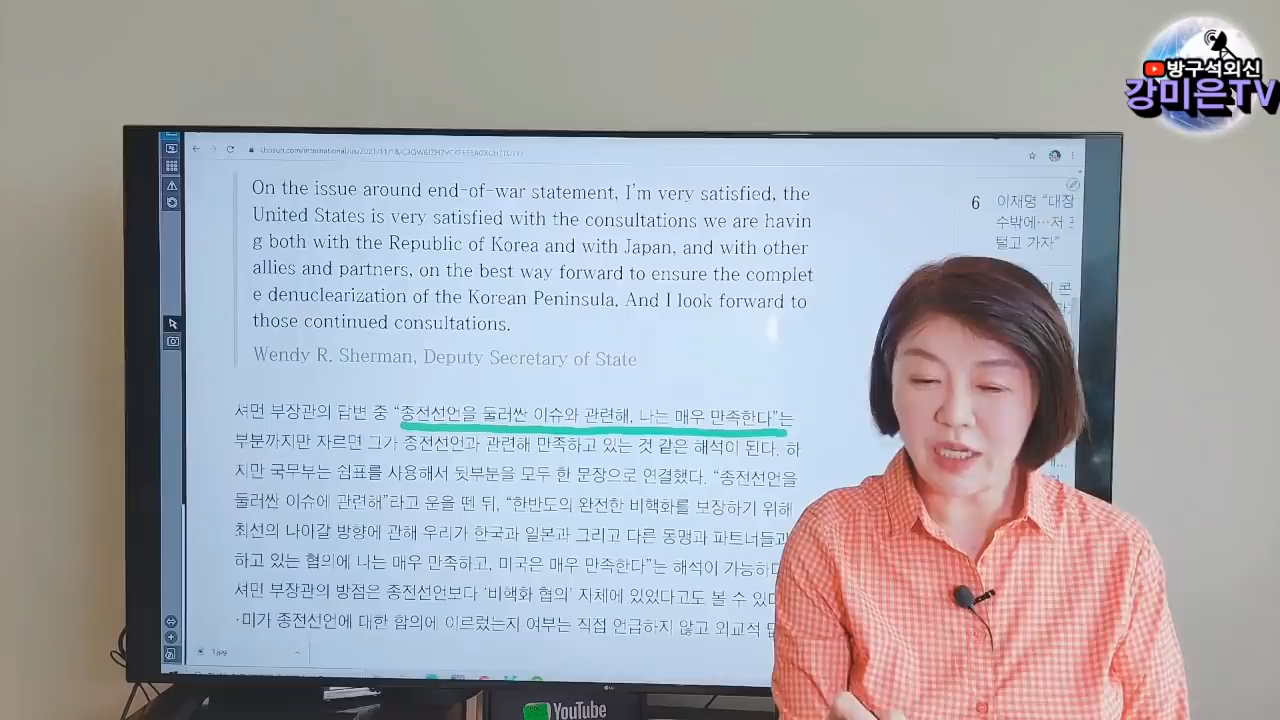 방구석외신
강미은TV
On the issue around end-of-war statement, I'm very satisfied, the
United States is very satisfied with the consultations we are havin
g both with the Republic of Korea and with Japan, and with other
allies and partners, on the best way forward to ensure the complet
e denuclearization of the Korean Peninsula. And I look forward to
those continued consultations.
Wendy R. Sherman, Deputy Secretary of State
셔먼 부장관의 답변 중 “종전선언을 둘러싼 이슈와 관련해, 나는 매우 만족한다”는
부분까지만 자르면 그가 종전선언과 관련해 만족하고 있는 것 같은 해석이 된다. 하
지만 국무부는 쉼표를 사용해서 뒷부분을 모두 한 문장으로 연결했다. “종전선언을
둘러싼 이슈에 관련해”라고 운을 뗀 뒤, “한반도의 완전한 비핵화를 보장하기 위해
최선의 나아갈 방향에 관해 우리가 한국과 일본과 그리고 다른 동맹과 파트너들과
하고 있는 협의에 나는 매우 만족하고, 미국은 매우 만족한다”는 해석이 가능하다
셔먼 부장관의 방점은 종전선언보다 ‘비핵화 협의’ 자체에 있었다고도 볼 수 있다
·미가 종전선언에 대한 합의에 이르렀는지 여부는 직접 언급하지 않고 외교적
6 이재명 “대장
수밖에…저
털고 가자”
1.jpg
YouTube